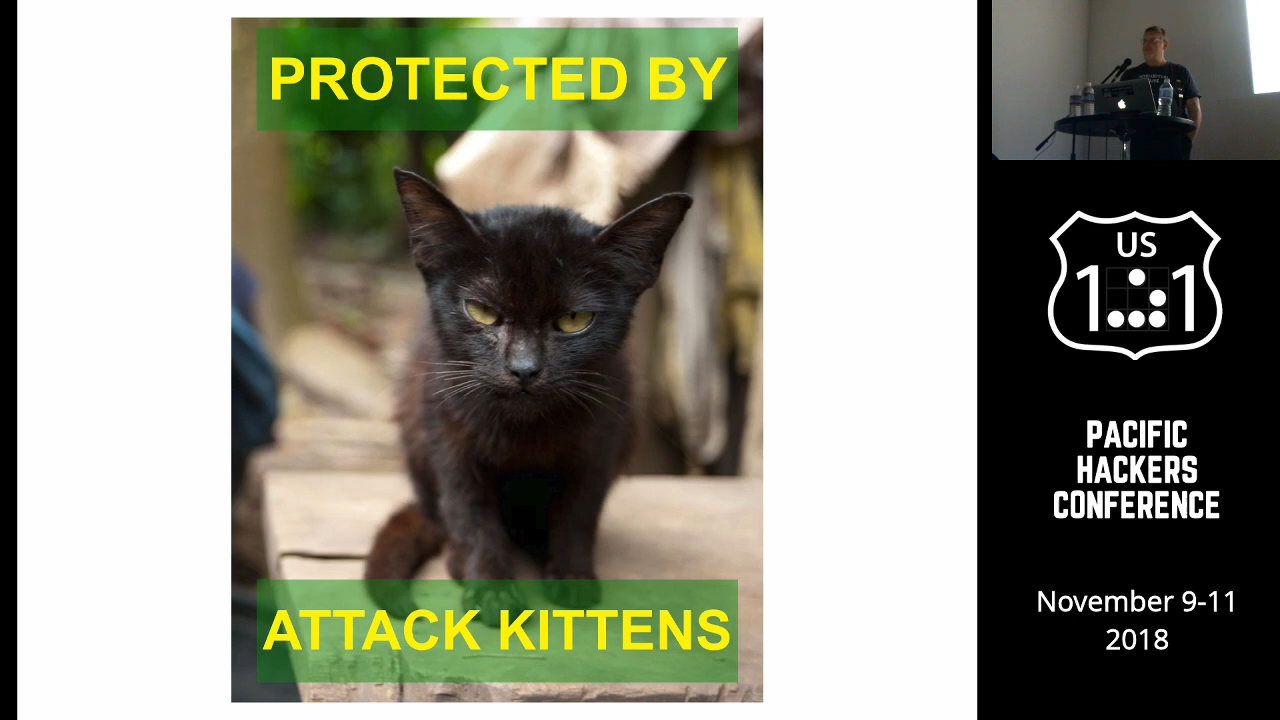 PROTECTED BY
ATTACK KITTENS
US
1 1
PACIFIC
HACKERS
CONFERENCE
November 9-11
2018